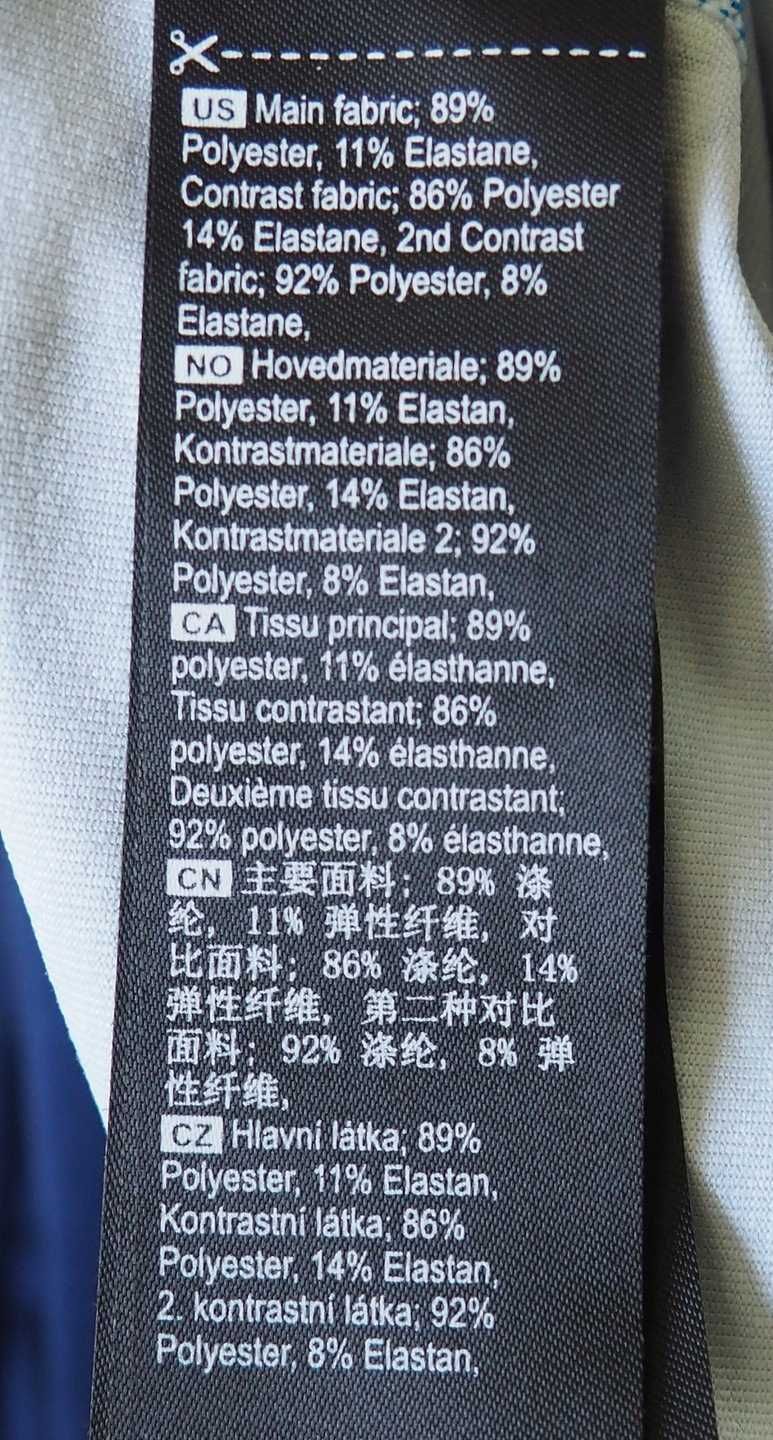 US Main fabric; 89%
Polyester, 11% Elastane,
Contrast fabric; 86% Polyester
14% Elastane, 2nd Contrast
fabric; 92% Polyester, 8%
Elastane,
NO Hovedmateriale; 89%
Polyester, 11% Elastan,
Kontrastmateriale; 86%
Polyester, 14% Elastan,
Kontrastmateriale 2; 92%
Polyester, 8% Elastan,
CA Tissu principal; 89%
polyester, 11% élasthanne,
Tissu contrastant; 86%
polyester, 14% élasthanne,
Deuxième tissu contrastant;
92% polyester, 8% élasthanne,
CN 主要面料; 89% 涤
纶, 11% 弹性纤维, 对
比面料; 86% 涤纶, 14%
弹性纤维, 第二种对比
面料; 92% 涤纶, 8% 弹
性纤维,
CZ Hlavní látka; 89%
Polyester, 11% Elastan,
Kontrastní látka; 86%
Polyester, 14% Elastan,
2. kontrastní látka; 92%
Polyester, 8% Elastan,